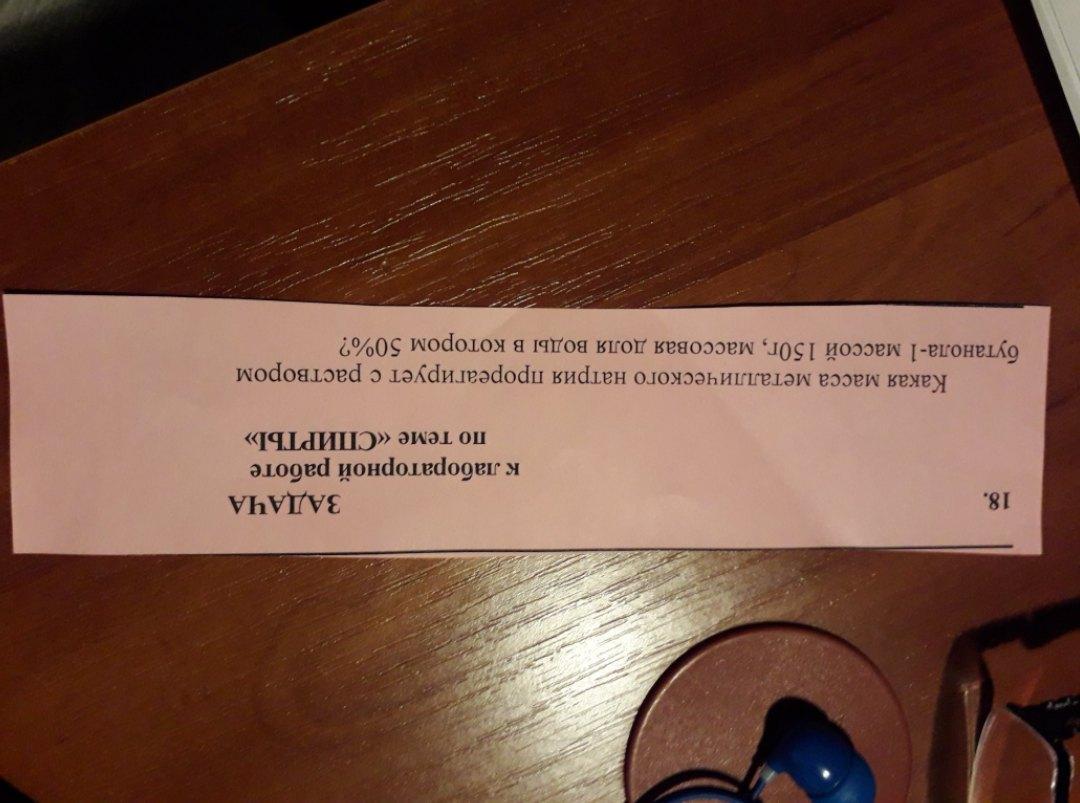 18.
ЗАДАЧА
к лабораторной работе
по теме «СПИРТЫ»
Какая масса металлического натрия прореагирует с раствором
бутанола-1 массой 150г, массовая доля воды в котором 50%?